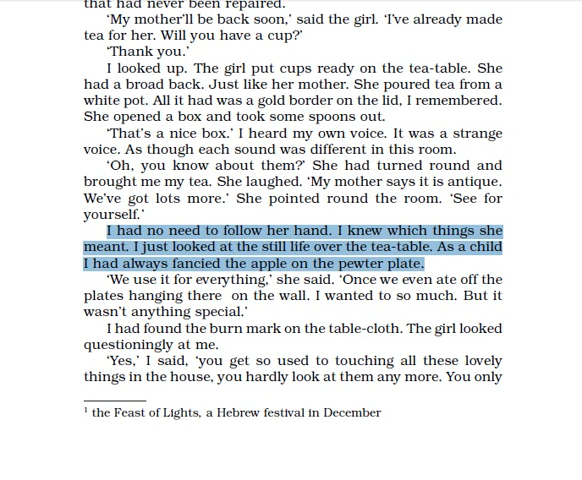 that had never been repaired.
‘My mother’ll be back soon,’ said the girl. ‘I’ve already made
tea for her. Will you have a cup?’
‘Thank you.’
I looked up. The girl put cups ready on the tea-table. She
had a broad back. Just like her mother. She poured tea from a
white pot. All it had was a gold border on the lid, I remembered.
She opened a box and took some spoons out.
‘That’s a nice box.’ I heard my own voice. It was a strange
voice. As though each sound was different in this room.
‘Oh, you know about them?’ She had turned round and
brought me my tea. She laughed. ‘My mother says it is antique.
We’ve got lots more.’ She pointed round the room. ‘See for
yourself.’
I had no need to follow her hand. I knew which things she
meant. I just looked at the still life over the tea-table. As a child
I had always fancied the apple on the pewter plate.
‘We use it for everything,’ she said. ‘Once we even ate off the
plates hanging there on the wall. I wanted to so much. But it
wasn’t anything special.’
I had found the burn mark on the table-cloth. The girl looked
questioningly at me.
‘Yes,’ I said, ‘you get so used to touching all these lovely
things in the house, you hardly look at them any more. You only
1 the Feast of Lights, a Hebrew festival in December